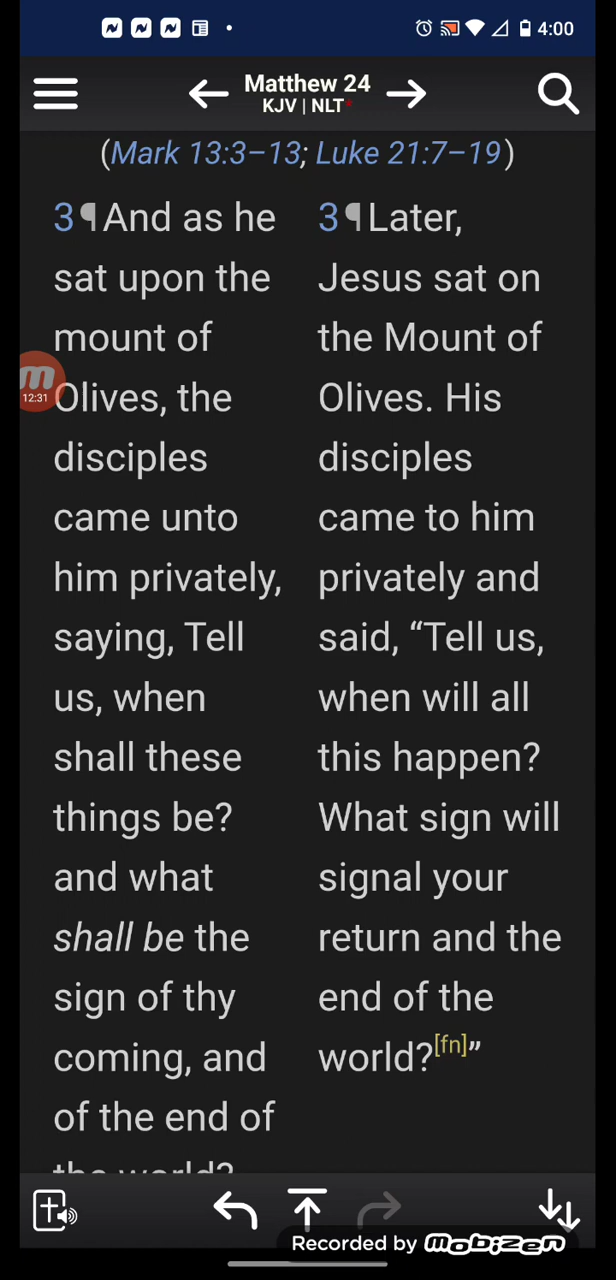 4:00
Matthew 24
KJV | NLT*
(Mark 13:3–13; Luke 21:7–19)
3 ¶ And as he
sat upon the
mount of
Olives, the
disciples
came unto
him privately,
saying, Tell
us, when
shall these
things be?
and what
shall be the
sign of thy
coming, and
of the end of
the world?
3 ¶ Later,
Jesus sat on
the Mount of
Olives. His
disciples
came to him
privately and
said, “Tell us,
when will all
this happen?
What sign will
signal your
return and the
end of the
world?[fn]”
12:31
Recorded by mobizen